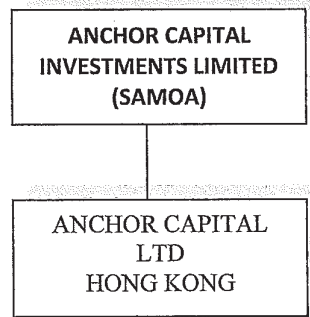 ANCHOR CAPITAL
INVESTMENTS LIMITED
(SAMOA)
ANCHOR CAPITAL
LTD
HONG KONG